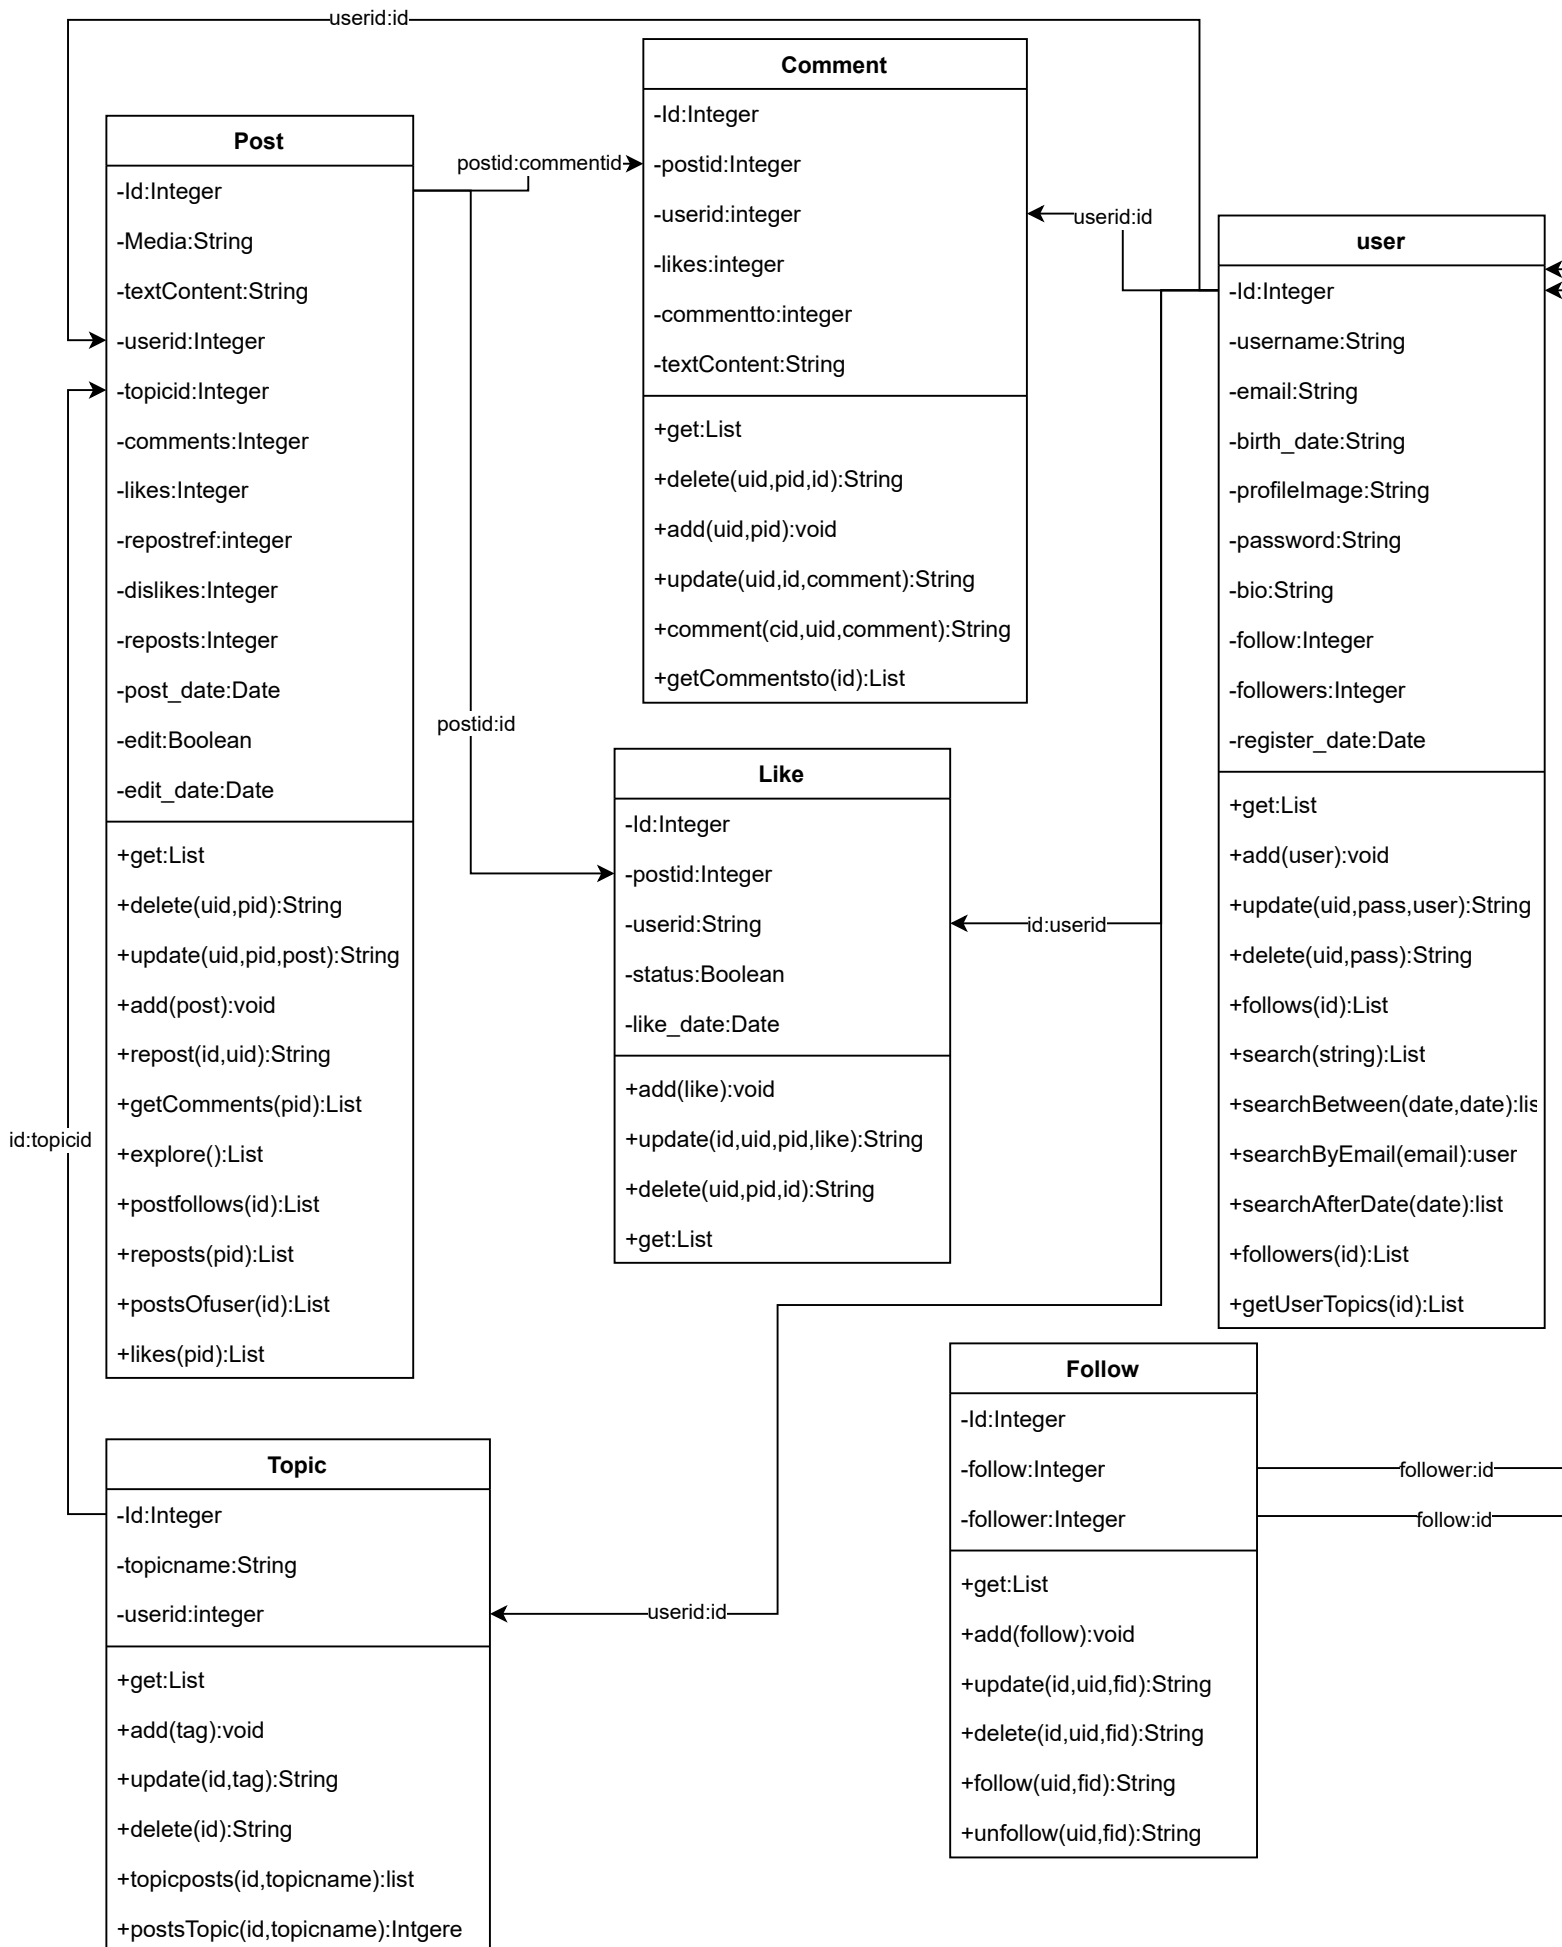 userid:id
Comment
-Id:Integer
-postid:Integer
-userid:integer
-likes:integer
-commentto:integer
-textContent:String
+get:List
+delete(uid,pid,id):String
+add(uid,pid):void
+update(uid,id,comment):String
+comment(cid,uid,comment):String
+getCommentsto(id):List
Post
-Id:Integer
-Media:String
-textContent:String
-userid:Integer
-topicid:Integer
-comments:Integer
-likes:Integer
-repostref:integer
-dislikes:Integer
-reposts:Integer
-post_date:Date
-edit:Boolean
-edit_date:Date
+get:List
+delete(uid,pid):String
+update(uid,pid,post):String
+add(post):void
+repost(id,uid):String
+getComments(pid):List
+explore():List
+postfollows(id):List
+reposts(pid):List
+postsOfuser(id):List
+likes(pid):List
postid:commentid
userid:id
user
-Id:Integer
-username:String
-email:String
-birth_date:String
-profileImage:String
-password:String
-bio:String
-follow:Integer
-followers:Integer
-register_date:Date
+get:List
+add(user):void
+update(uid,pass,user):String
+delete(uid,pass):String
+follows(id):List
+search(string):List
+searchBetween(date,date):lis
+searchByEmail(email):user
+searchAfterDate(date):list
+followers(id):List
+getUserTopics(id):List
postid:id
Like
-Id:Integer
-postid:Integer
-userid:String
-status:Boolean
-like_date:Date
+add(like):void
+update(id,uid,pid,like):String
+delete(uid,pid,id):String
+get:List
id:userid
id:topicid
Follow
-Id:Integer
-follow:Integer
-follower:Integer
+get:List
+add(follow):void
+update(id,uid,fid):String
+delete(id,uid,fid):String
+follow(uid,fid):String
+unfollow(uid,fid):String
follower:id
follow:id
Topic
-Id:Integer
-topicname:String
-userid:integer
+get:List
+add(tag):void
+update(id,tag):String
+delete(id):String
+topicposts(id,topicname):list
+postsTopic(id,topicname):Intgere
userid:id